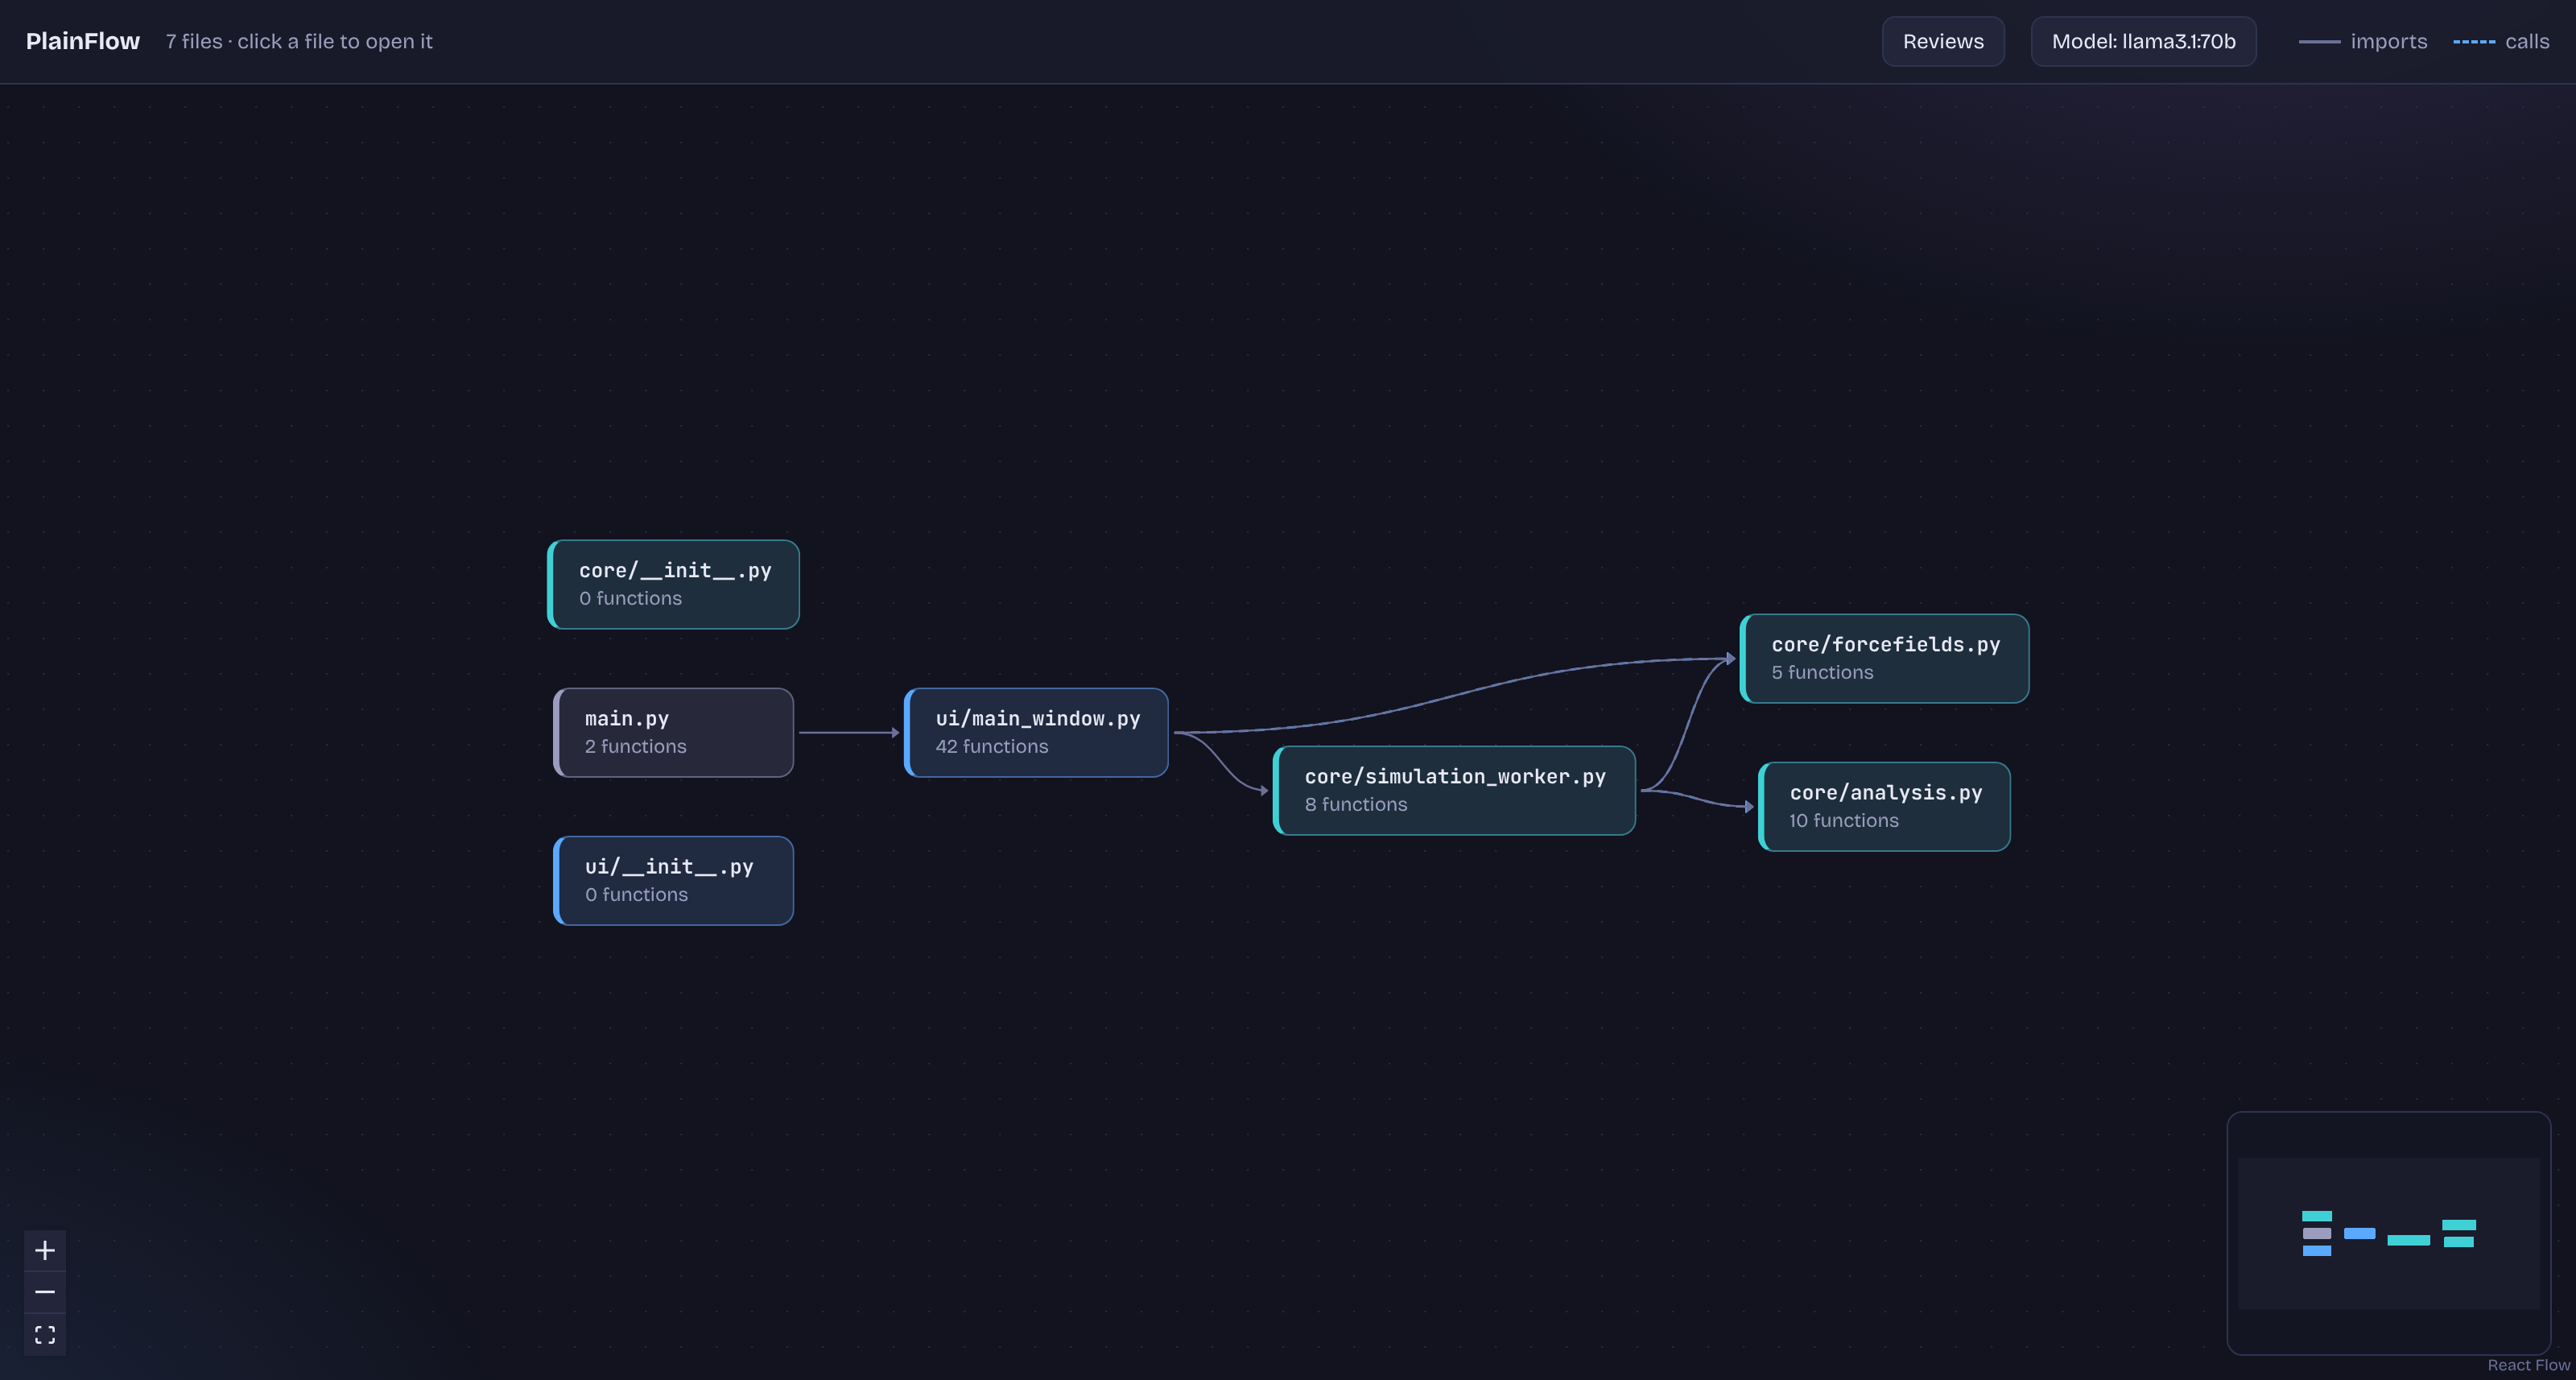 PlainFlow
7 files · click a file to open it
Reviews
Model: llama3.1:70b
imports
calls
core/__init__.py
0 functions
main.py
2 functions
ui/__init__.py
0 functions
ui/main_window.py
42 functions
core/simulation_worker.py
8 functions
core/forcefields.py
5 functions
core/analysis.py
10 functions
React Flow